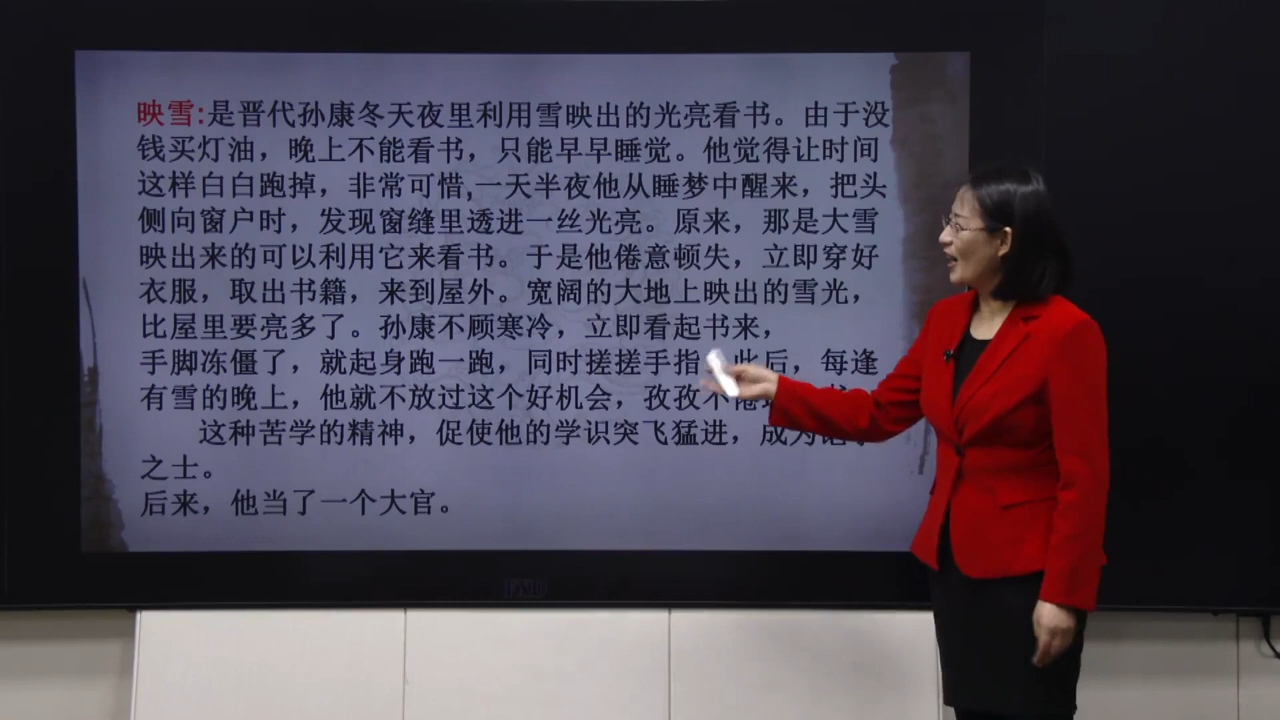 映雪:是晋代孙康冬天夜里利用雪映出的光亮看书。由于没
钱买灯油，晚上不能看书，只能早早睡觉。他觉得让时间
这样白白跑掉，非常可惜,一天半夜他从睡梦中醒来，把头
侧向窗户时，发现窗缝里透进一丝光亮。原来，那是大雪
映出来的可以利用它来看书。于是他倦意顿失，立即穿好
衣服，取出书籍，来到屋外。宽阔的大地上映出的雪光，
比屋里要亮多了。孙康不顾寒冷，立即看起书来，
手脚冻僵了，就起身跑一跑，同时搓搓手指 此后，每逢
有雪的晚上，他就不放过这个好机会，孜孜不倦
这种苦学的精神，促使他的学识突飞猛进，成为
之士。
后来，他当了一个大官。